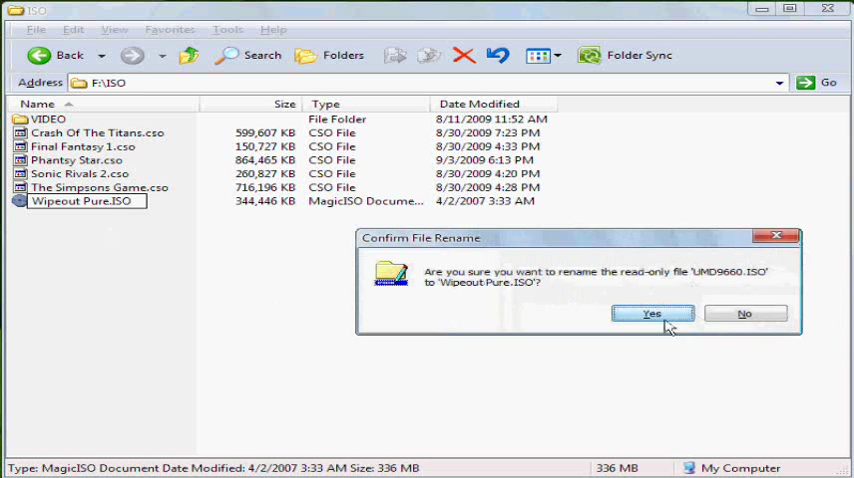 ISO
File Edit View Favorites Tools Help
Back Search Folders Folder Sync
Address F:\ISO Go
Name Size Type Date Modified
VIDEO File Folder 8/11/2009 11:52 AM
Crash Of The Titans.cso 599,607 KB CSO File 8/30/2009 7:23 PM
Final Fantasy 1.cso 150,727 KB CSO File 8/30/2009 4:33 PM
Phantsy Star.cso 864,465 KB CSO File 9/3/2009 6:13 PM
Sonic Rivals 2.cso 260,827 KB CSO File 8/30/2009 4:20 PM
The Simpsons Game.cso 716,196 KB CSO File 8/30/2009 4:28 PM
Wipeout Pure.ISO 344,446 KB MagicISO Docume... 4/2/2007 3:33 AM
Confirm File Rename
Are you sure you want to rename the read-only file 'UMD9660.ISO'
to 'Wipeout Pure.ISO'?
Yes No
Type: MagicISO Document Date Modified: 4/2/2007 3:33 AM Size: 336 MB 336 MB My Computer